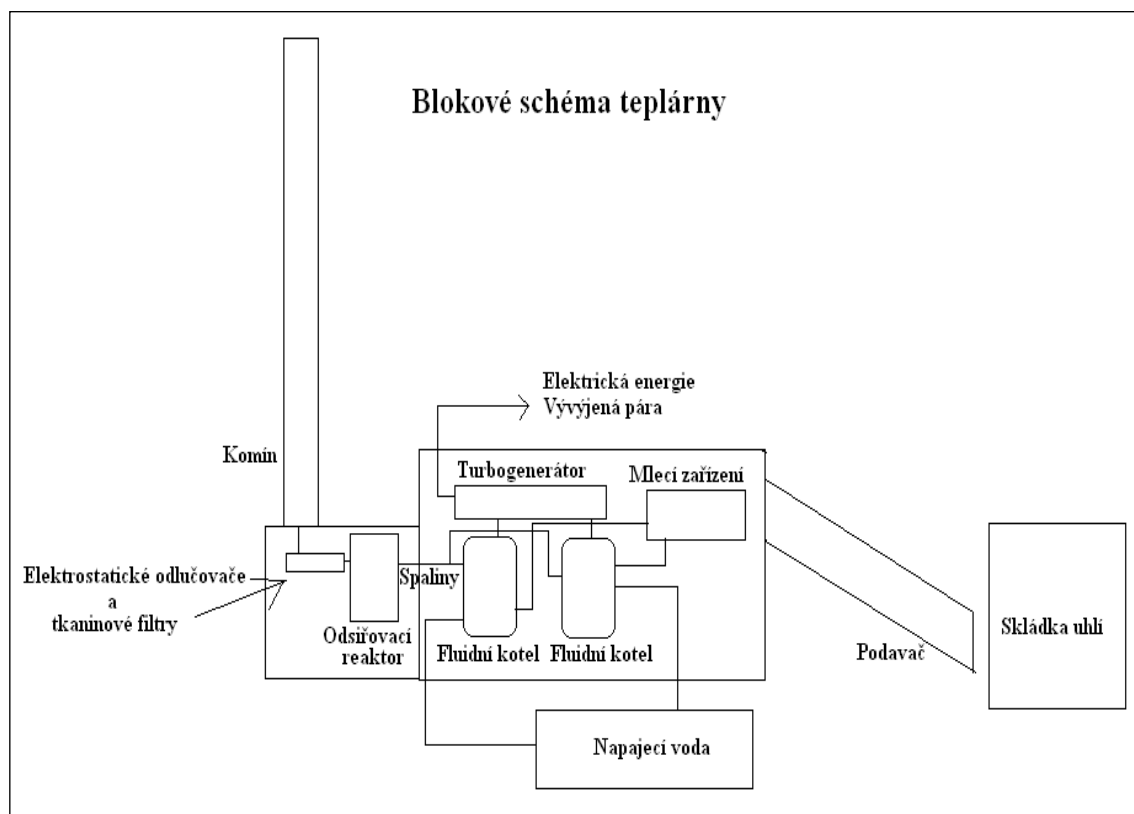 Blokové schéma teplárny
Elektrická energie
Vývýjená pára
Komín
Turbogenerátor
Mlecí zařízení
Elektrostatické odlučovače
a
tkaninové filtry
Spaliny
Odsiřovací
reaktor
Fluidní kotel
Fluidní kotel
Podavač
Skládka uhlí
Napajecí voda